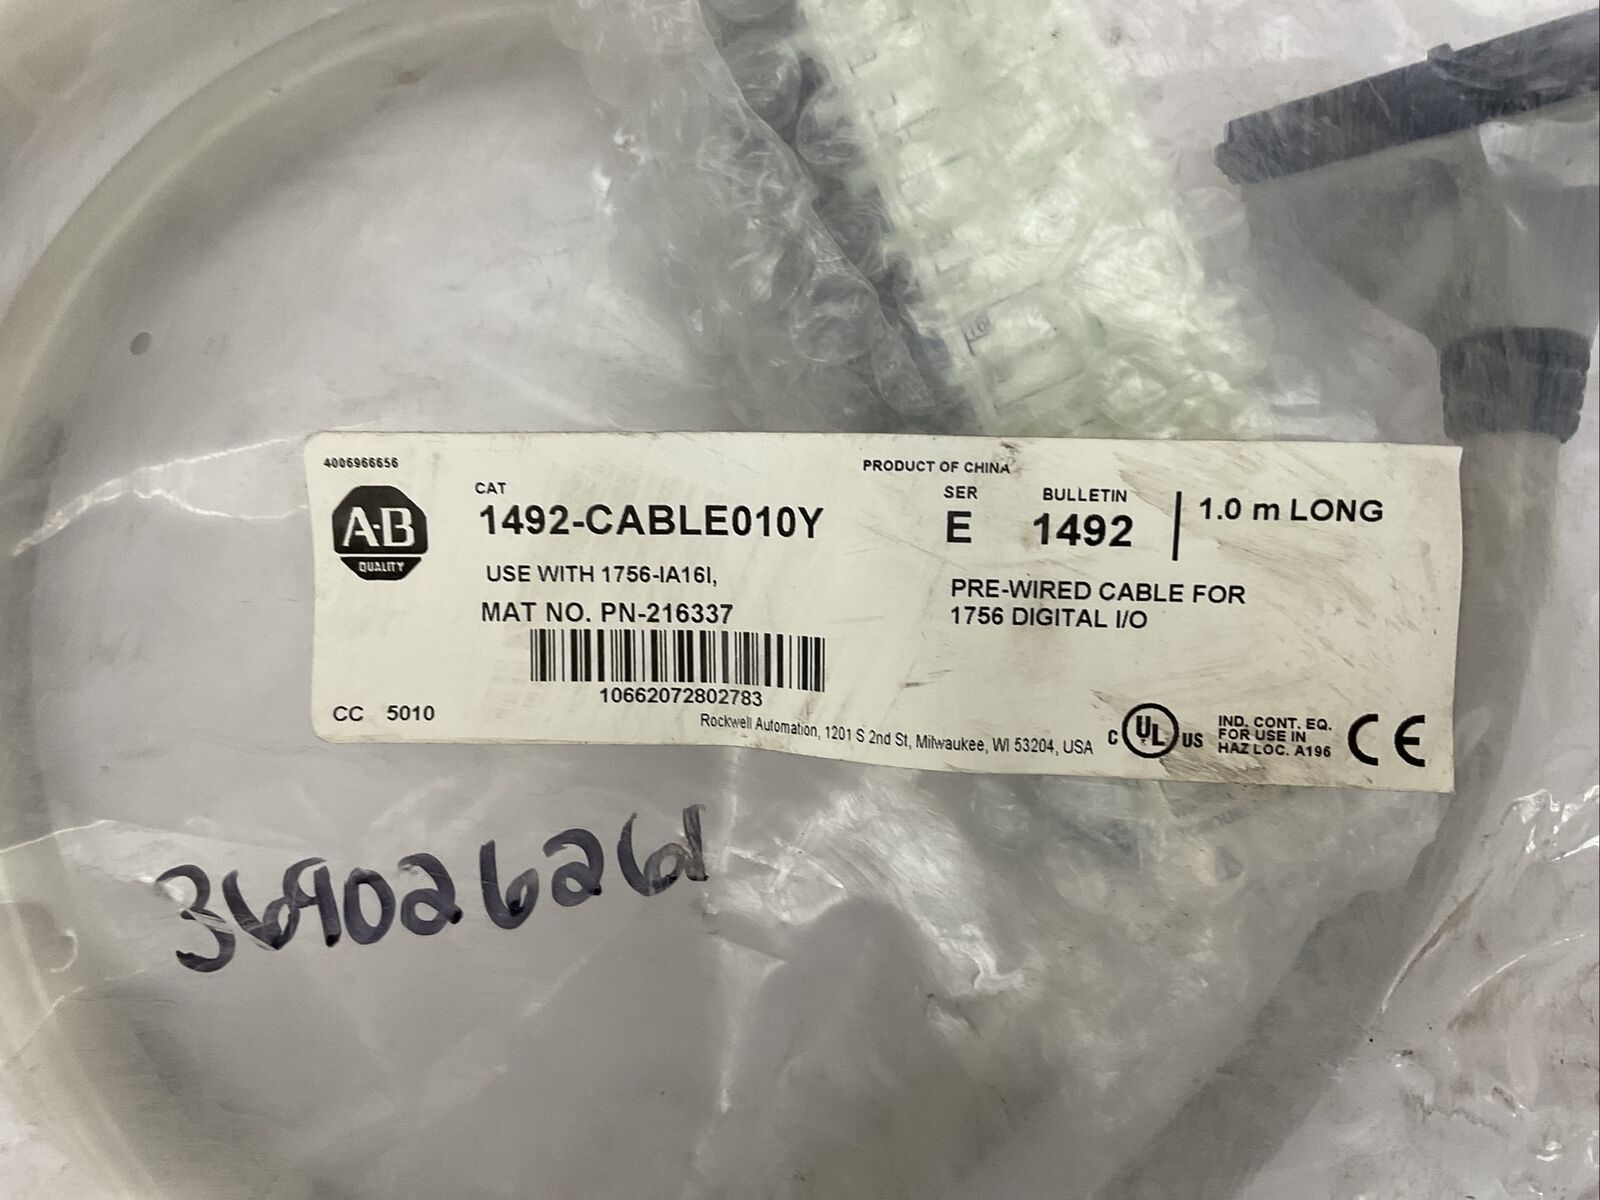 4006966656
PRODUCT OF CHINA
A-B
QUALITY
CAT
1492-CABLE010Y
SER
E
BULLETIN
1492
1.0 m LONG
USE WITH 1756-IA16I,
MAT NO. PN-216337
10662072802783
PRE-WIRED CABLE FOR
1756 DIGITAL I/O
CC 5010
Rockwell Automation, 1201 S 2nd St, Milwaukee, WI 53204, USA
C UL US
IND. CONT. EQ.
FOR USE IN
HAZ LOC. A196
CE